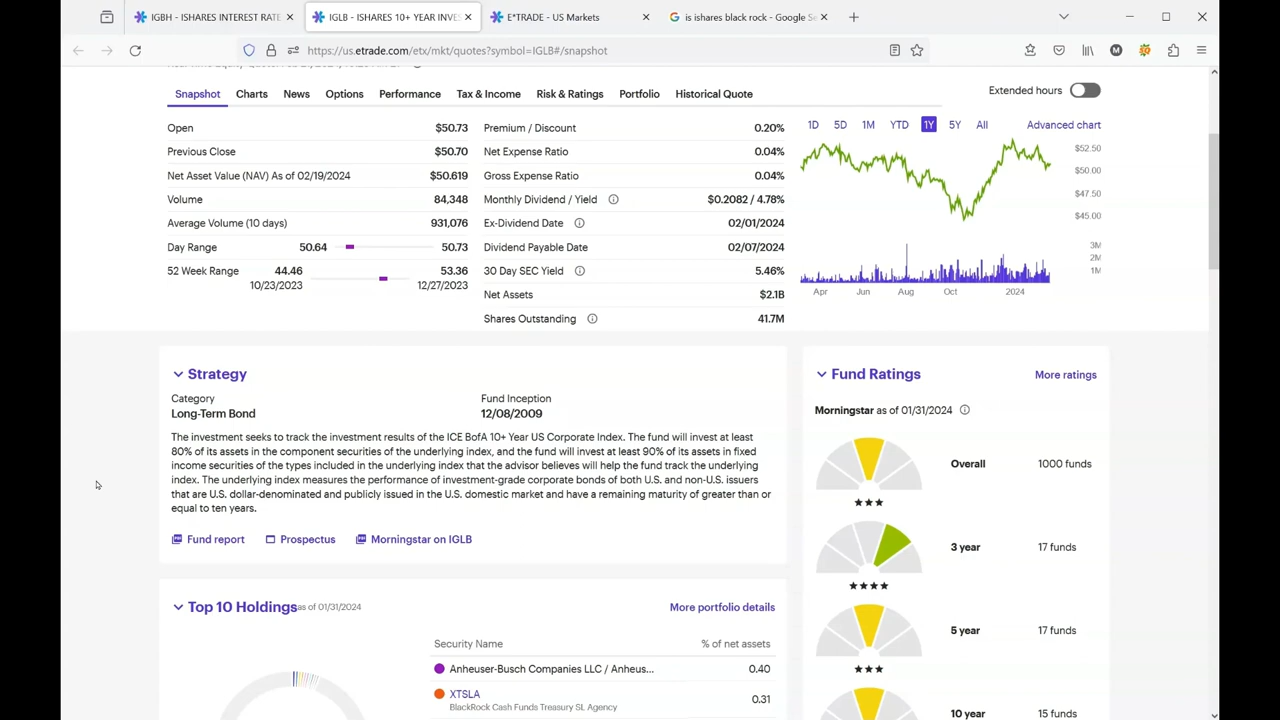 IGBH - ISHARES INTEREST RATE
IGLB - ISHARES 10+ YEAR INVES
E*TRADE - US Markets
is ishares black rock - Google Se
https://us.etrade.com/etx/mkt/quotes?symbol=IGLB#/snapshot
Snapshot Charts News Options Performance Tax & Income Risk & Ratings Portfolio Historical Quote
Extended hours
Open $50.73
Previous Close $50.70
Net Asset Value (NAV) As of 02/19/2024 $50.619
Volume 84,348
Average Volume (10 days) 931,076
Day Range 50.64 50.73
52 Week Range 44.46 53.36
10/23/2023 12/27/2023
Premium / Discount 0.20%
Net Expense Ratio 0.04%
Gross Expense Ratio 0.04%
Monthly Dividend / Yield $0.2082 / 4.78%
Ex-Dividend Date 02/01/2024
Dividend Payable Date 02/07/2024
30 Day SEC Yield 5.46%
Net Assets $2.1B
Shares Outstanding 41.7M
1D 5D 1M YTD 1Y 5Y All Advanced chart
$52.50
$50.00
$47.50
$45.00
3M
2M
1M
Apr Jun Aug Oct 2024
Strategy
Category
Long-Term Bond
Fund Inception
12/08/2009
The investment seeks to track the investment results of the ICE BofA 10+ Year US Corporate Index. The fund will invest at least
80% of its assets in the component securities of the underlying index, and the fund will invest at least 90% of its assets in fixed
income securities of the types included in the underlying index that the advisor believes will help the fund track the underlying
index. The underlying index measures the performance of investment-grade corporate bonds of both U.S. and non-U.S. issuers
that are U.S. dollar-denominated and publicly issued in the U.S. domestic market and have a remaining maturity of greater than or
equal to ten years.
Fund report Prospectus Morningstar on IGLB
Top 10 Holdings as of 01/31/2024
More portfolio details
Security Name % of net assets
Anheuser-Busch Companies LLC / Anheus... 0.40
XTSLA 0.31
BlackRock Cash Funds Treasury SL Agency
Fund Ratings More ratings
Morningstar as of 01/31/2024
Overall 1000 funds
★★★
3 year 17 funds
★★★★
5 year 17 funds
★★★
10 year 15 funds